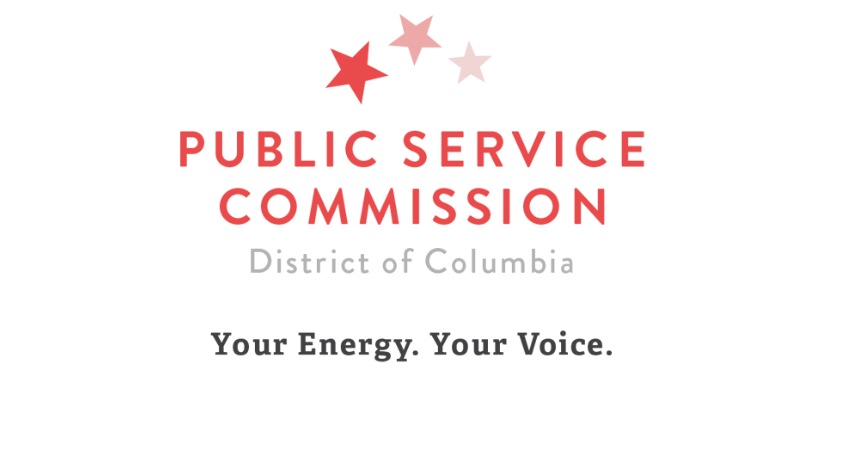 PUBLIC SERVICE
COMMISSION
District of Columbia
Your Energy. Your Voice.